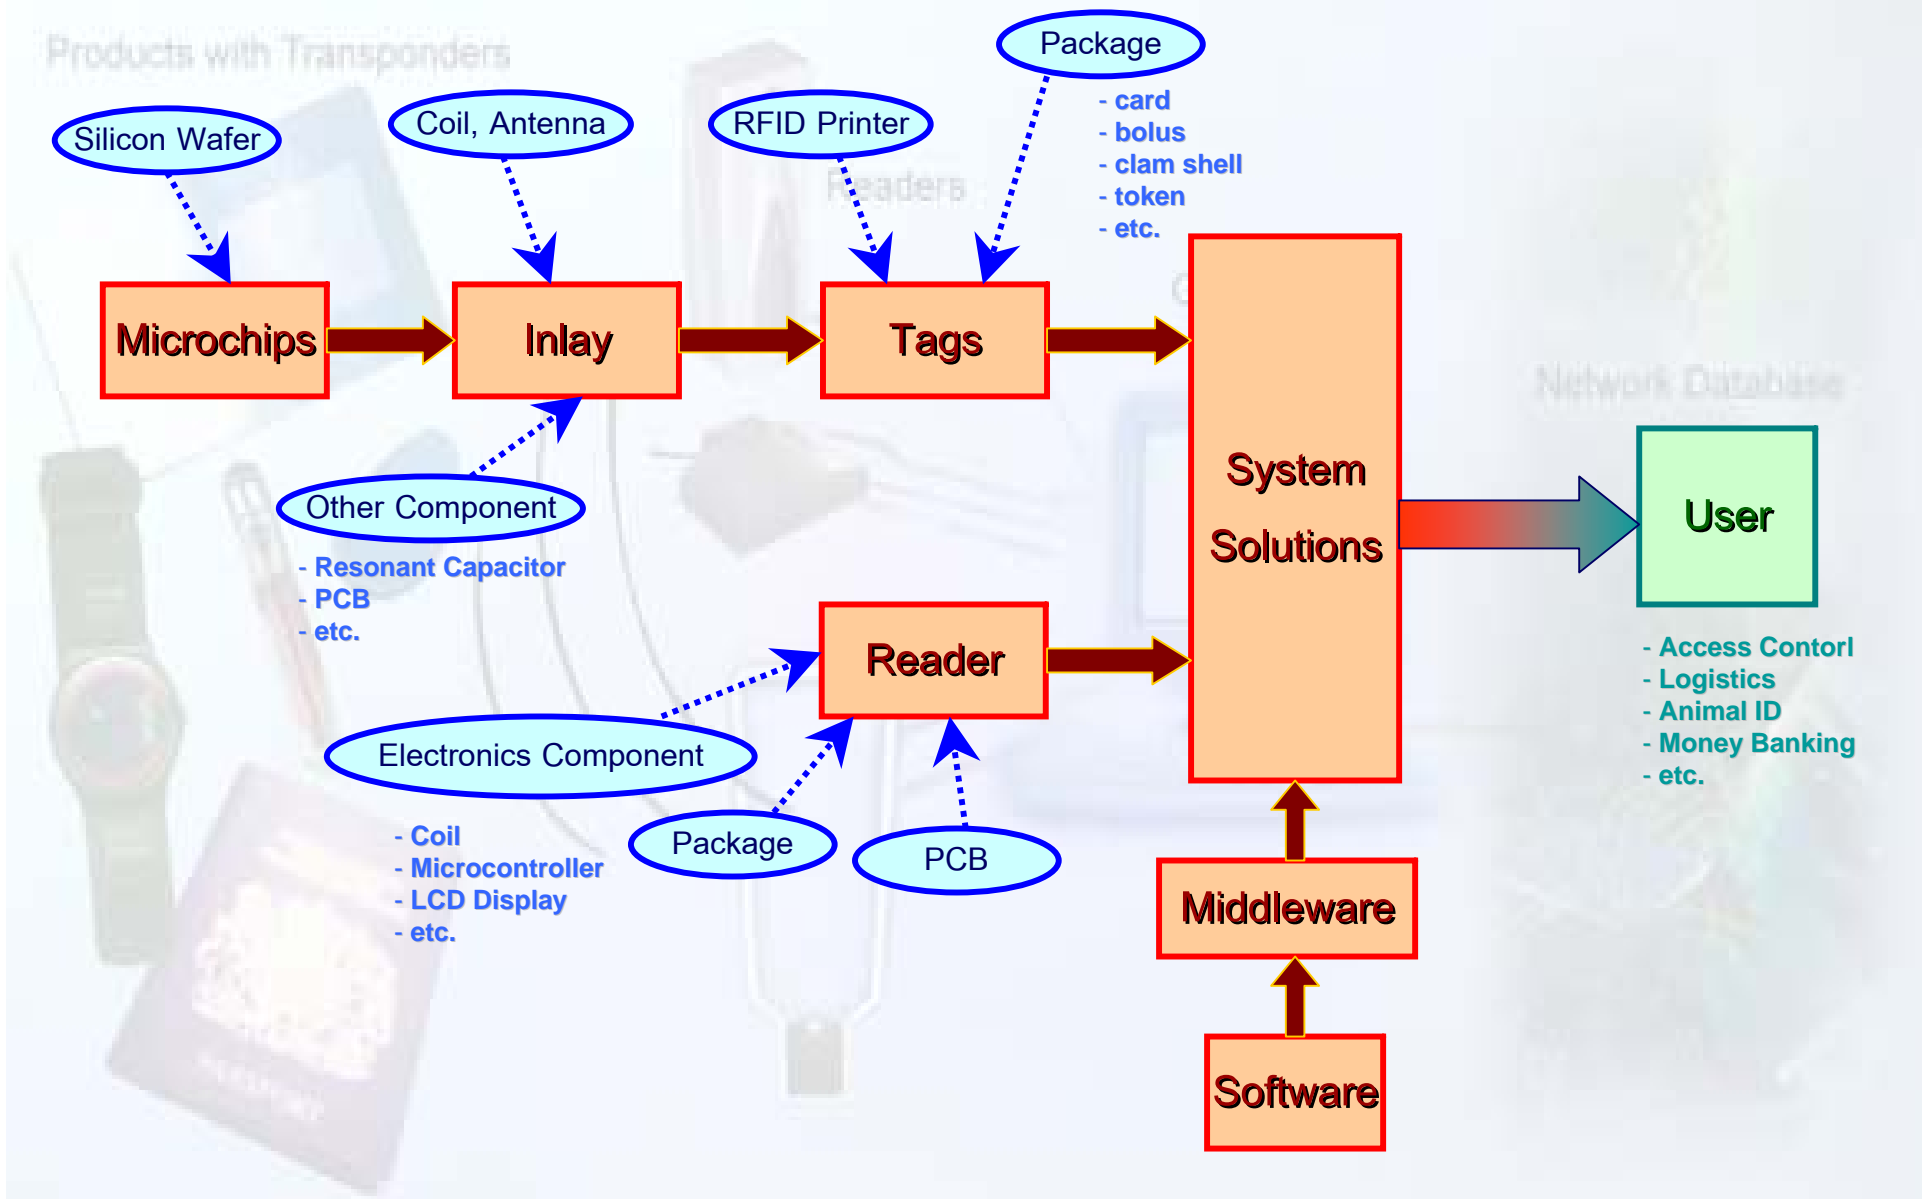 Products with Transponders
Package
- card
- bolus
- clam shell
- token
- etc.
Silicon Wafer
Coil, Antenna
RFID Printer
Readers
Microchips
Inlay
Tags
Network Database
System
Solutions
User
Other Component
- Resonant Capacitor
- PCB
- etc.
Reader
- Access Contorl
- Logistics
- Animal ID
- Money Banking
- etc.
Electronics Component
- Coil
- Microcontroller
- LCD Display
- etc.
Package
PCB
Middleware
Software
PASSPORT